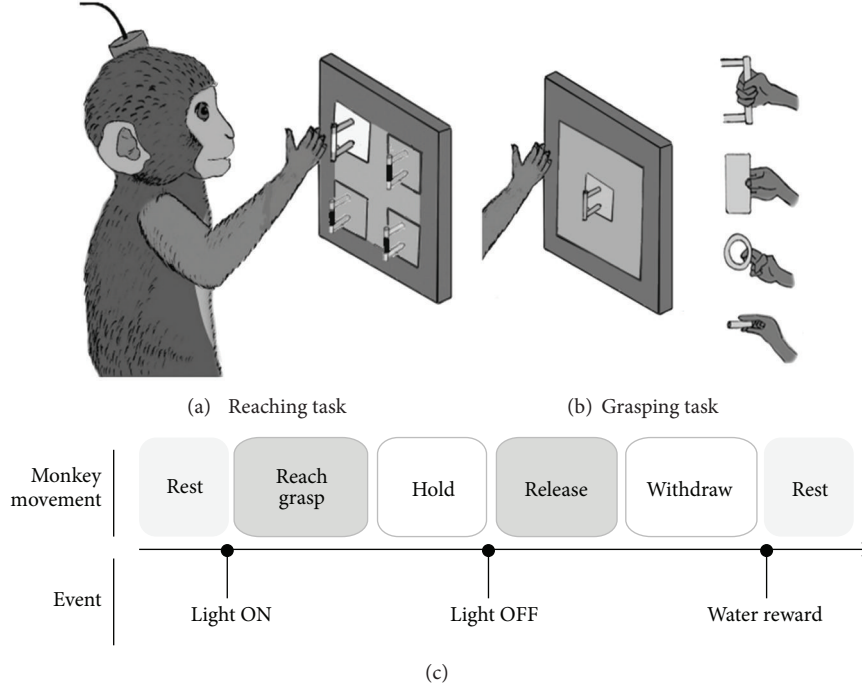 (a) Reaching task
(b) Grasping task
Monkey
movement
Rest
Reach
grasp
Hold
Release
Withdraw
Rest
Event
Light ON
Light OFF
Water reward
(c)